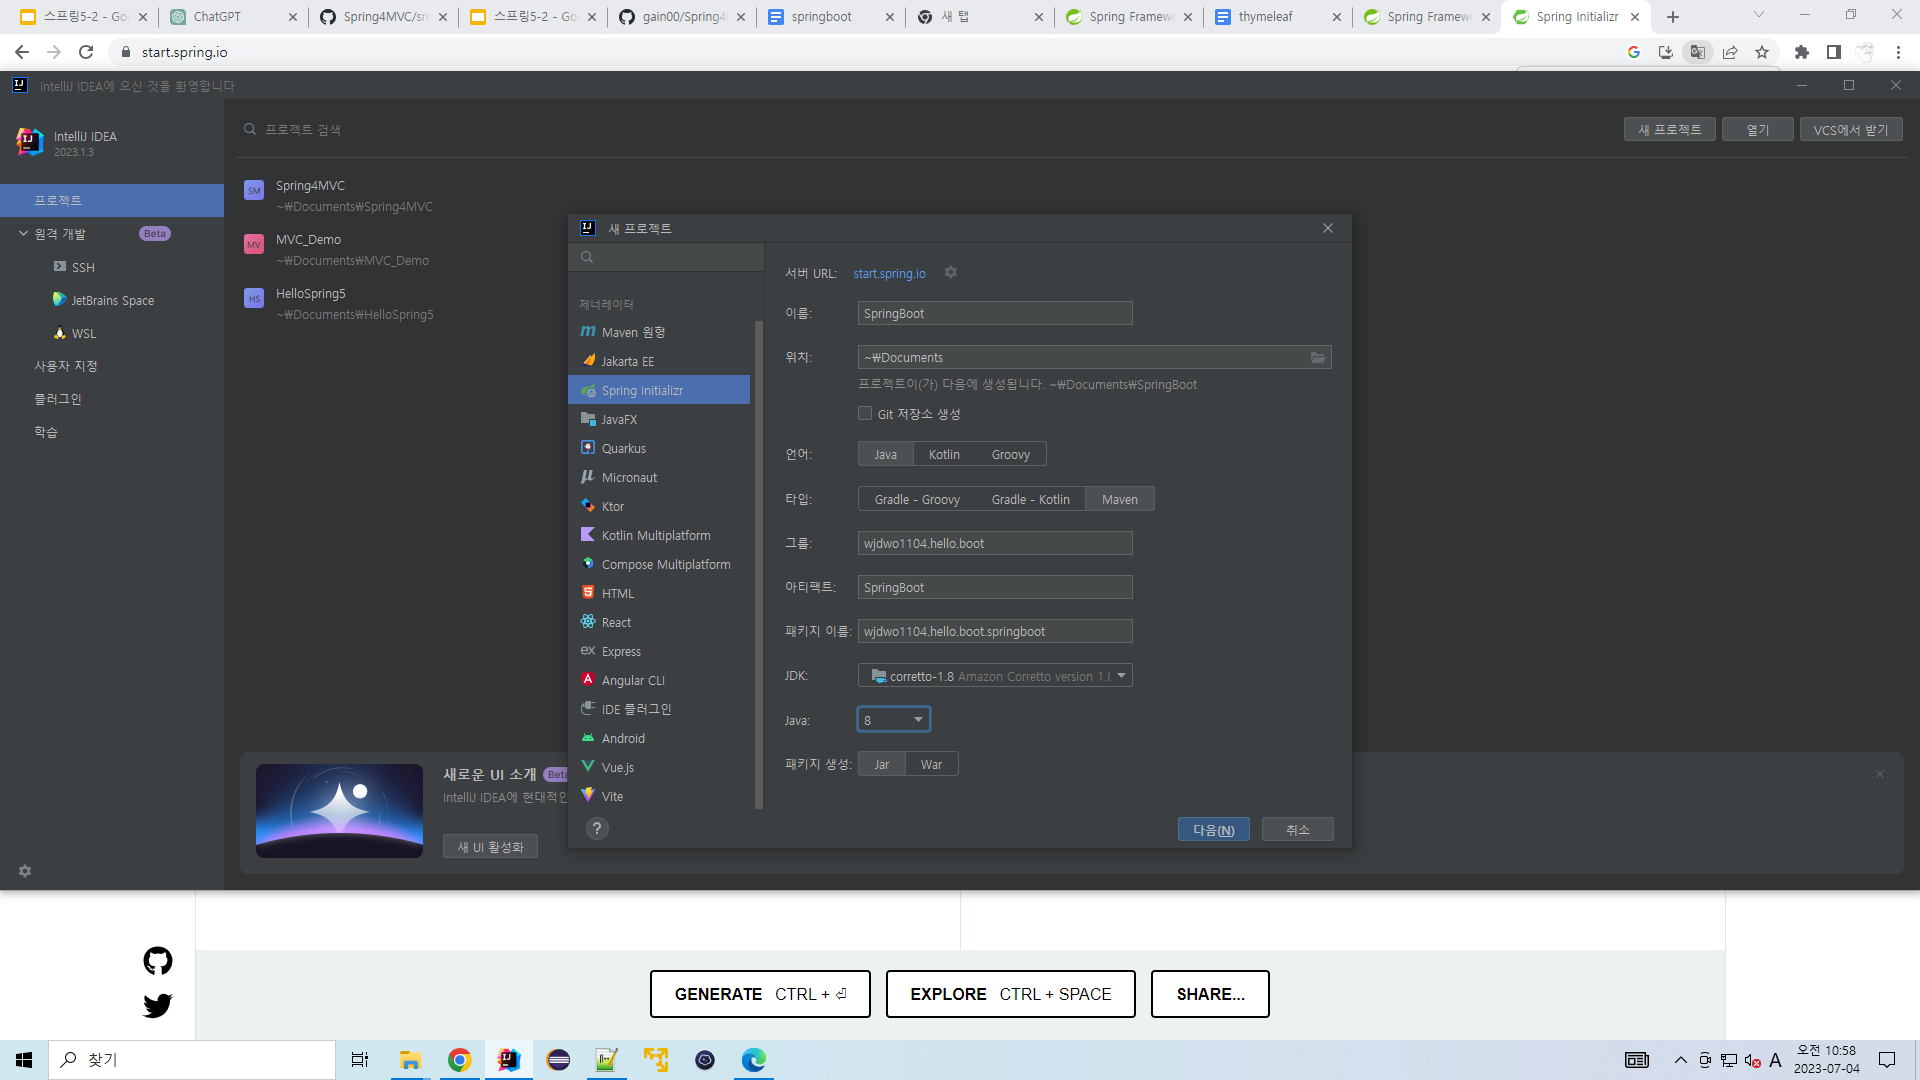 스프링5-2 - Goo
ChatGPT
Spring4MVC/src
스프링5-2 - Goo
gain00/Spring4
springboot
새 탭
Spring Framew
thymeleaf
Spring Framew
Spring Initializr
start.spring.io
IntelliJ IDEA에 오신 것을 환영합니다
IntelliJ IDEA
2023.1.3
프로젝트 검색
새 프로젝트
열기
VCS에서 받기
프로젝트
원격 개발
Beta
SSH
JetBrains Space
WSL
사용자 지정
플러그인
학습
SM
Spring4MVC
~₩Documents₩Spring4MVC
MV
MVC_Demo
~₩Documents₩MVC_Demo
HS
HelloSpring5
~₩Documents₩HelloSpring5
새로운 UI 소개
Beta
IntelliJ IDEA에 현대적인
새 UI 활성화
새 프로젝트
제너레이터
Maven 원형
Jakarta EE
Spring Initializr
JavaFX
Quarkus
Micronaut
Ktor
Kotlin Multiplatform
Compose Multiplatform
HTML
React
Express
Angular CLI
IDE 플러그인
Android
Vue.js
Vite
서버 URL: start.spring.io
이름: SpringBoot
위치: ~₩Documents
프로젝트이(가) 다음에 생성됩니다. ~₩Documents₩SpringBoot
Git 저장소 생성
언어: Java Kotlin Groovy
타입: Gradle - Groovy Gradle - Kotlin Maven
그룹: wjdwo1104.hello.boot
아티팩트: SpringBoot
패키지 이름: wjdwo1104.hello.boot.springboot
JDK: corretto-1.8 Amazon Corretto version 1.8
Java: 8
패키지 생성: Jar War
?
다음(N)
취소
GENERATE CTRL + ⏎
EXPLORE CTRL + SPACE
SHARE...
찾기
A
오전 10:58
2023-07-04